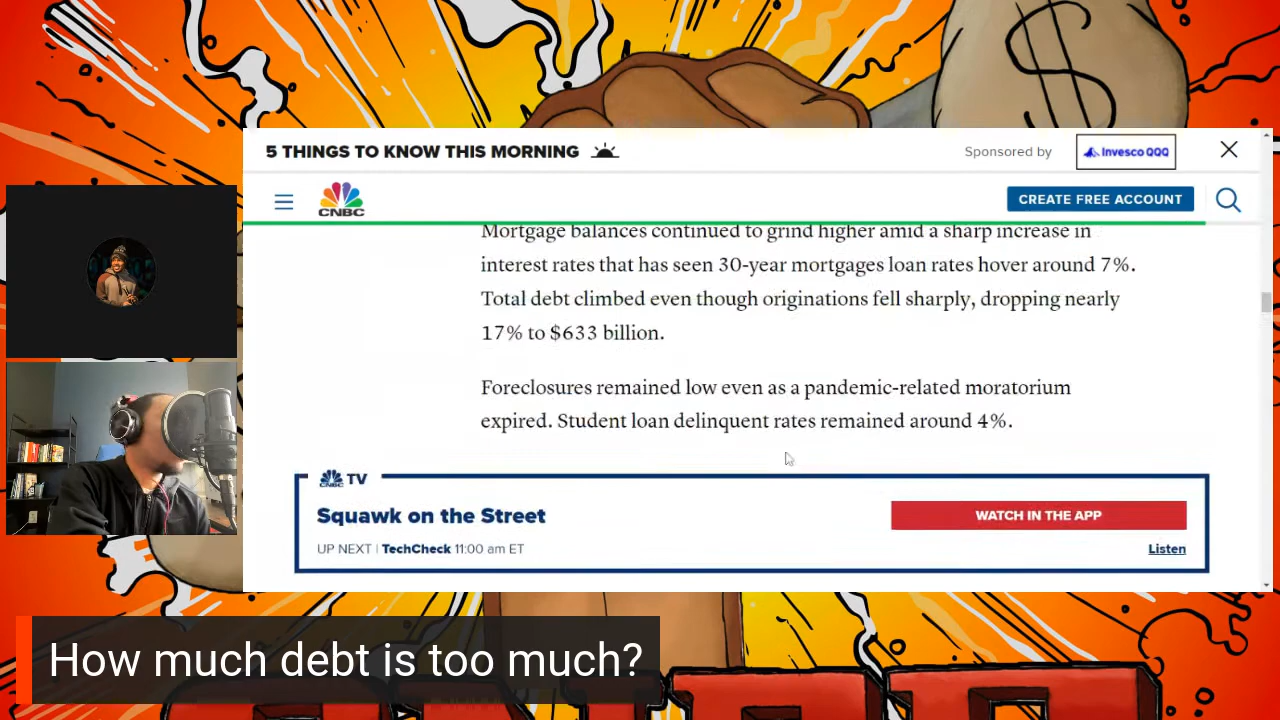 5 THINGS TO KNOW THIS MORNING
Sponsored by
Invesco QQQ
CNBC
CREATE FREE ACCOUNT
Mortgage balances continued to grind higher amid a sharp increase in
interest rates that has seen 30-year mortgages loan rates hover around 7%.
Total debt climbed even though originations fell sharply, dropping nearly
17% to $633 billion.
Foreclosures remained low even as a pandemic-related moratorium
expired. Student loan delinquent rates remained around 4%.
CNBC TV
Squawk on the Street
WATCH IN THE APP
UP NEXT | TechCheck 11:00 am ET
Listen
How much debt is too much?